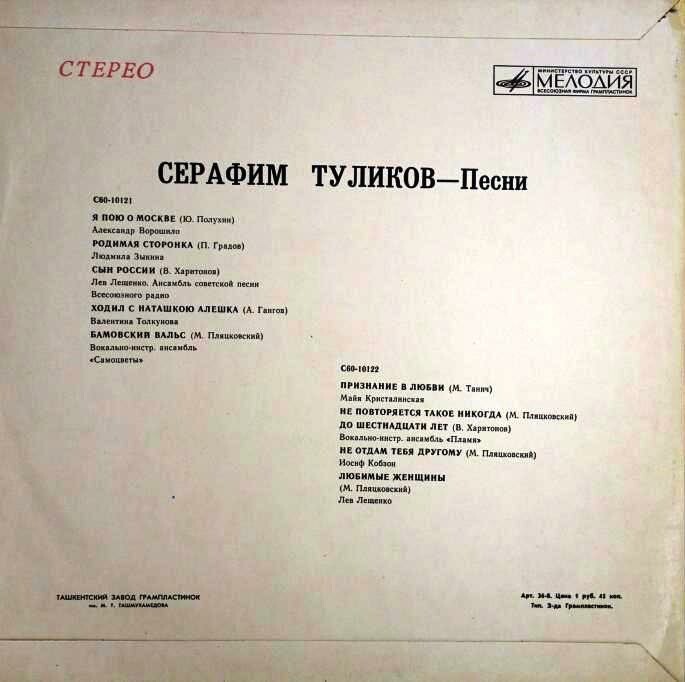 СТЕРЕО
МИНИСТЕРСТВО КУЛЬТУРЫ СССР
МЕЛОДИЯ
ВСЕСОЮЗНАЯ ФИРМА ГРАМПЛАСТИНОК
СЕРАФИМ ТУЛИКОВ—Песни
С60-10121
Я ПОЮ О МОСКВЕ (Ю. Полухин)
Александр Ворошило
РОДИМАЯ СТОРОНКА (П. Градов)
Людмила Зыкина
СЫН РОССИИ (В. Харитонов)
Лев Лещенко. Ансамбль советской песни
Всесоюзного радио
ХОДИЛ С НАТАШКОЮ АЛЕШКА (А. Гангов)
Валентина Толкунова
БАМОВСКИЙ ВАЛЬС (М. Пляцковский)
Вокально-инстр. ансамбль
«Самоцветы»
С60-10122
ПРИЗНАНИЕ В ЛЮБВИ (М. Танич)
Майя Кристалинская
НЕ ПОВТОРЯЕТСЯ ТАКОЕ НИКОГДА (М. Пляцковский)
ДО ШЕСТНАДЦАТИ ЛЕТ (В. Харитонов)
Вокально-инстр. ансамбль «Пламя»
НЕ ОТДАМ ТЕБЯ ДРУГОМУ (М. Пляцковский)
Иосиф Кобзон
ЛЮБИМЫЕ ЖЕНЩИНЫ
(М. Пляцковский)
Лев Лещенко
ТАШКЕНТСКИЙ ЗАВОД ГРАМПЛАСТИНОК
им. М. Т. ТАШМУХАМЕДОВА
Арт. 36-8. Цена 1 руб. 45 коп.
Тип. З-да Грампластинок.